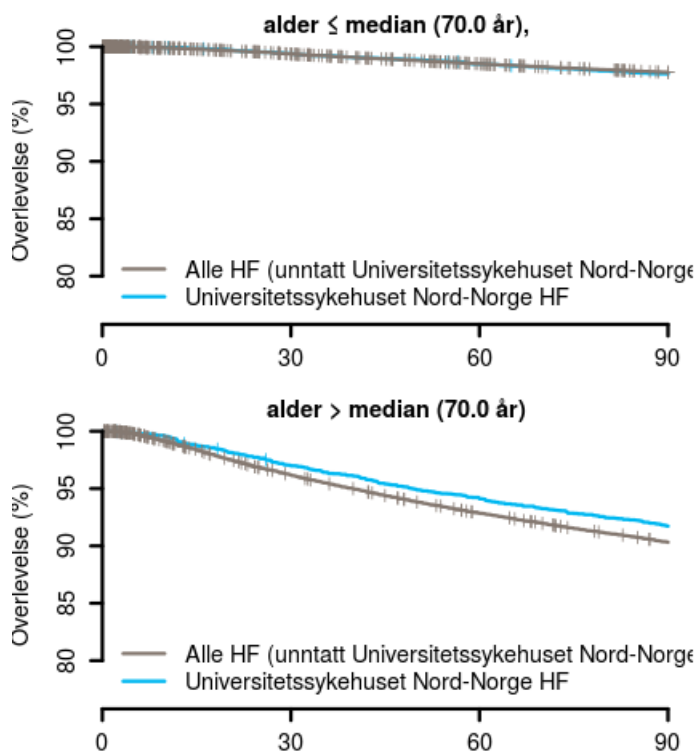 alder ≤ median (70.0 år),
Overlevelse (%)
100
95
90
85
80
Alle HF (unntatt Universitetssykehuset Nord-Norge
Universitetssykehuset Nord-Norge HF
0 30 60 90
alder > median (70.0 år)
Overlevelse (%)
100
95
90
85
80
Alle HF (unntatt Universitetssykehuset Nord-Norge
Universitetssykehuset Nord-Norge HF
0 30 60 90